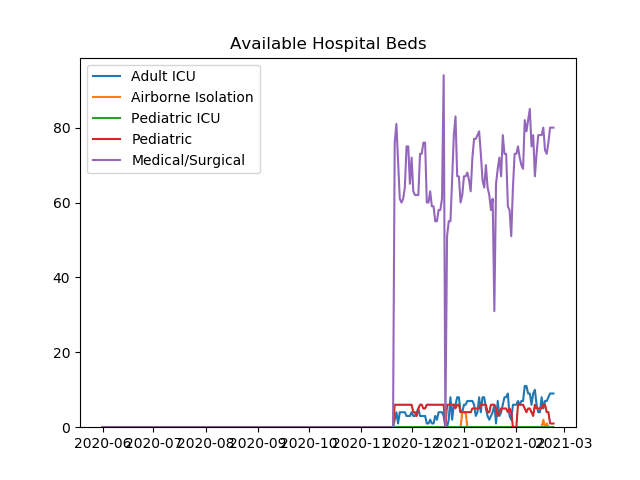 Available Hospital Beds
Adult ICU
Airborne Isolation
Pediatric ICU
Pediatric
Medical/Surgical
80
60
40
20
0
2020-06 2020-07 2020-08 2020-09 2020-10 2020-11 2020-12 2021-01 2021-02 2021-03